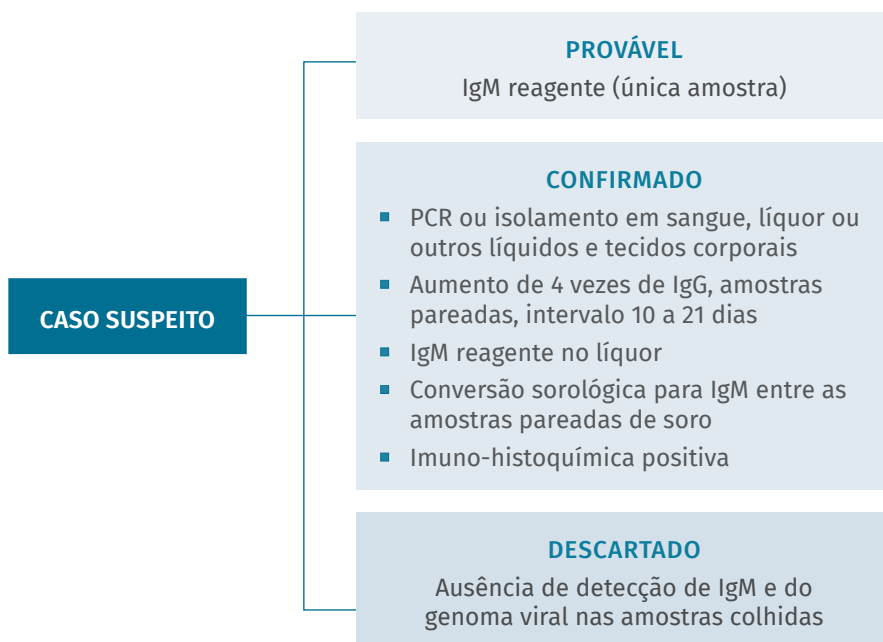 CASO SUSPEITO
PROVÁVEL
IgM reagente (única amostra)
CONFIRMADO
▪ PCR ou isolamento em sangue, líquor ou
outros líquidos e tecidos corporais
▪ Aumento de 4 vezes de IgG, amostras
pareadas, intervalo 10 a 21 dias
▪ IgM reagente no líquor
▪ Conversão sorológica para IgM entre as
amostras pareadas de soro
▪ Imuno-histoquímica positiva
DESCARTADO
Ausência de detecção de IgM e do
genoma viral nas amostras colhidas